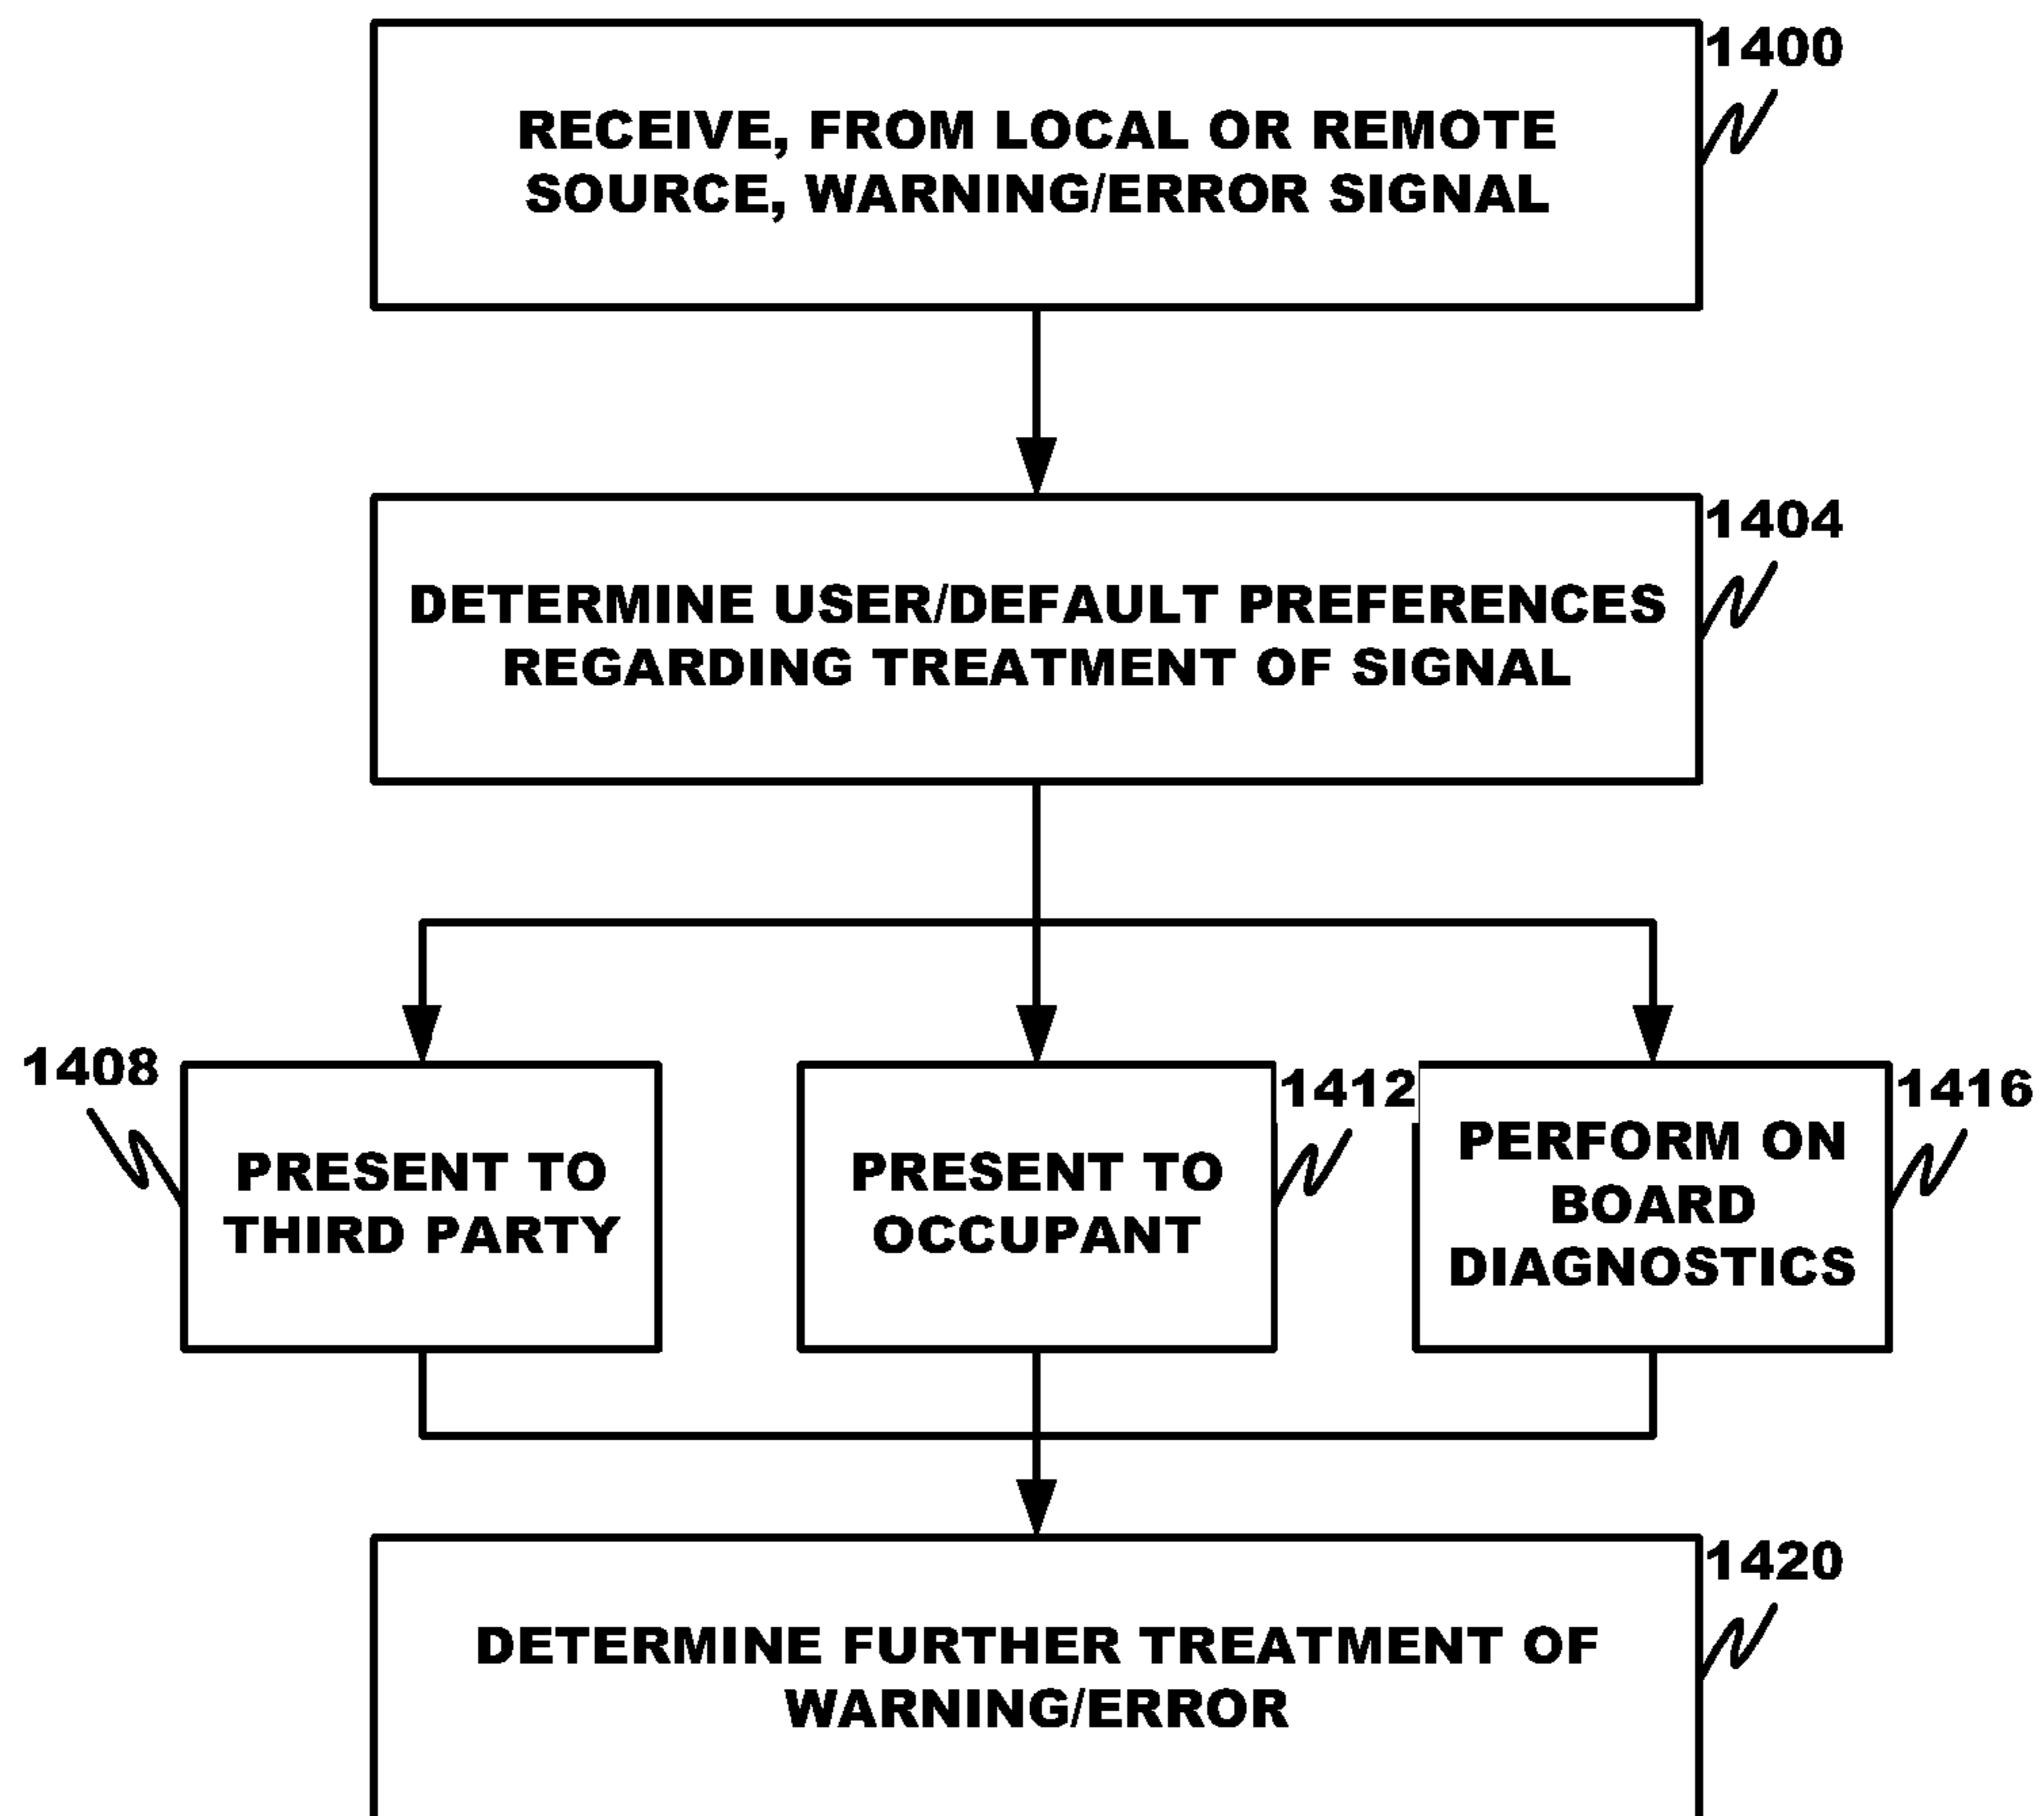 1400
RECEIVE, FROM LOCAL OR REMOTE
SOURCE, WARNING/ERROR SIGNAL
1404
DETERMINE USER/DEFAULT PREFERENCES
REGARDING TREATMENT OF SIGNAL
1408
PRESENT TO
THIRD PARTY
1412
PRESENT TO
OCCUPANT
1416
PERFORM ON
BOARD
DIAGNOSTICS
1420
DETERMINE FURTHER TREATMENT OF
WARNING/ERROR